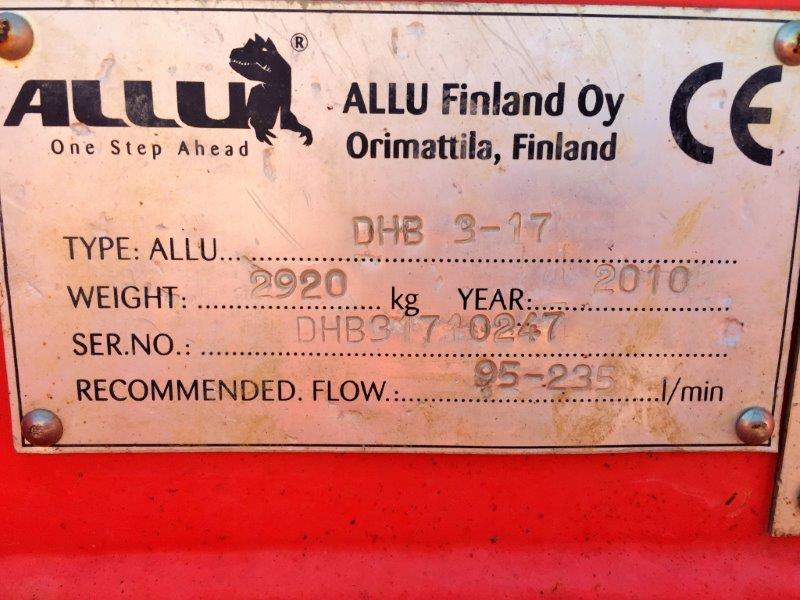 ALLU®
One Step Ahead
ALLU Finland Oy
Orimattila, Finland
CE
TYPE: ALLU... DHB 3-17
WEIGHT: 2920 kg YEAR: 2010
SER.NO.: DHB31710247
RECOMMENDED. FLOW.: 95-235 l/min